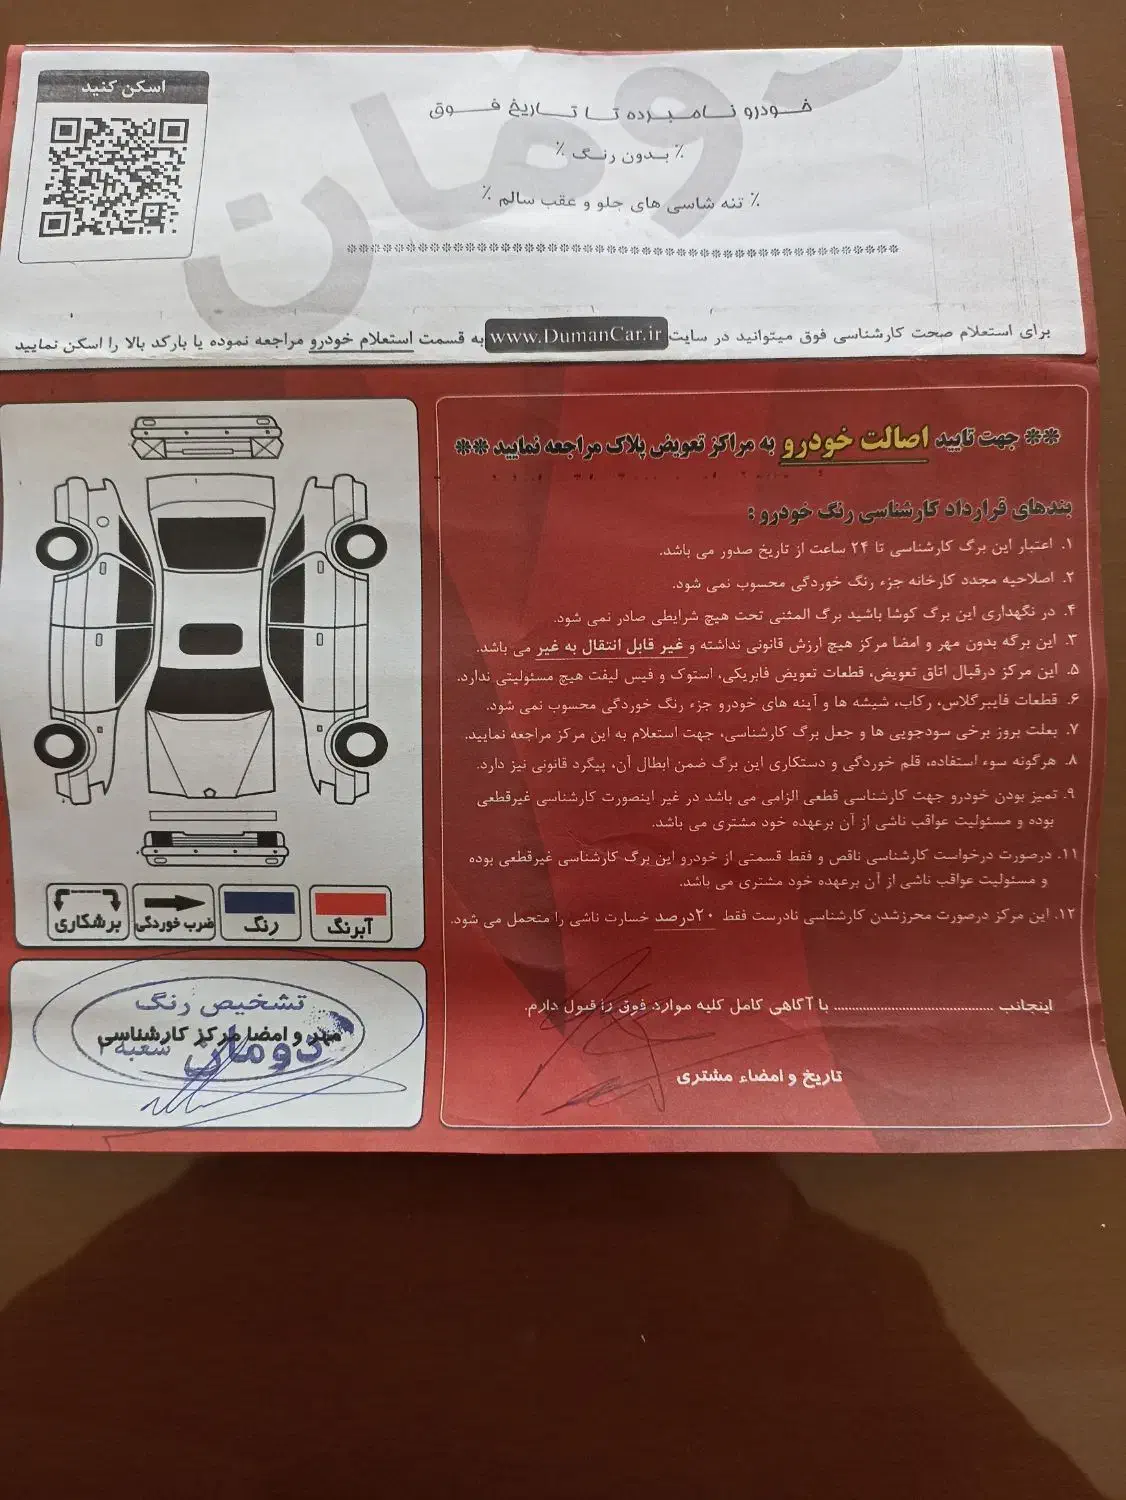 اسکن کنید
دومان
خودرو نامبرده تا تاریخ فوق
٪ بدون رنگ ٪
٪ تنه شاسی های جلو و عقب سالم ٪
❊❊❊❊❊❊❊❊❊❊❊❊❊❊❊❊❊❊❊❊❊❊❊❊❊❊❊❊❊❊❊❊❊❊❊❊❊❊❊❊❊❊❊❊❊❊
برای استعلام صحت کارشناسی فوق میتوانید در سایت www.DumanCar.ir به قسمت استعلام خودرو مراجعه نموده یا بارکد بالا را اسکن نمایید
❊❊ جهت تایید اصالت خودرو به مراکز تعویض پلاک مراجعه نمایید ❊❊
بندهای قرارداد کارشناسی رنگ خودرو :
۱. اعتبار این برگ کارشناسی تا ۲۴ ساعت از تاریخ صدور می باشد.
۲. اصلاحیه مجدد کارخانه جزء رنگ خوردگی محسوب نمی شود.
۴. در نگهداری این برگ کوشا باشید برگ المثنی تحت هیچ شرایطی صادر نمی شود.
۳. این برگه بدون مهر و امضا مرکز هیچ ارزش قانونی نداشته و غیر قابل انتقال به غیر می باشد.
۵. این مرکز درقبال اتاق تعویض، قطعات تعویض فابریکی، استوک و فیس لیفت هیچ مسئولیتی ندارد.
۶. قطعات فایبرگلاس، رکاب، شیشه ها و آینه های خودرو جزء رنگ خوردگی محسوب نمی شود.
۷. بعلت بروز برخی سودجویی ها و جعل برگ کارشناسی، جهت استعلام به این مرکز مراجعه نمایید.
۸. هرگونه سوء استفاده، قلم خوردگی و دستکاری این برگ ضمن ابطال آن، پیگرد قانونی نیز دارد.
۹. تمیز بودن خودرو جهت کارشناسی قطعی الزامی می باشد در غیر اینصورت کارشناسی غیرقطعی
بوده و مسئولیت عواقب ناشی از آن برعهده خود مشتری می باشد.
۱۱. درصورت درخواست کارشناسی ناقص و فقط قسمتی از خودرو این برگ کارشناسی غیرقطعی بوده
و مسئولیت عواقب ناشی از آن برعهده خود مشتری می باشد.
۱۲. این مرکز درصورت محرزشدن کارشناسی نادرست فقط ۲۰درصد خسارت ناشی را متحمل می شود.
اینجانب ........................................ با آگاهی کامل کلیه موارد فوق را قبول دارم.
تاریخ و امضاء مشتری
آبرنگ
رنگ
ضرب خوردگی
برشکاری
تشخیص رنگ
مهر و امضا مرکز کارشناسی
دومان شعبه ۱